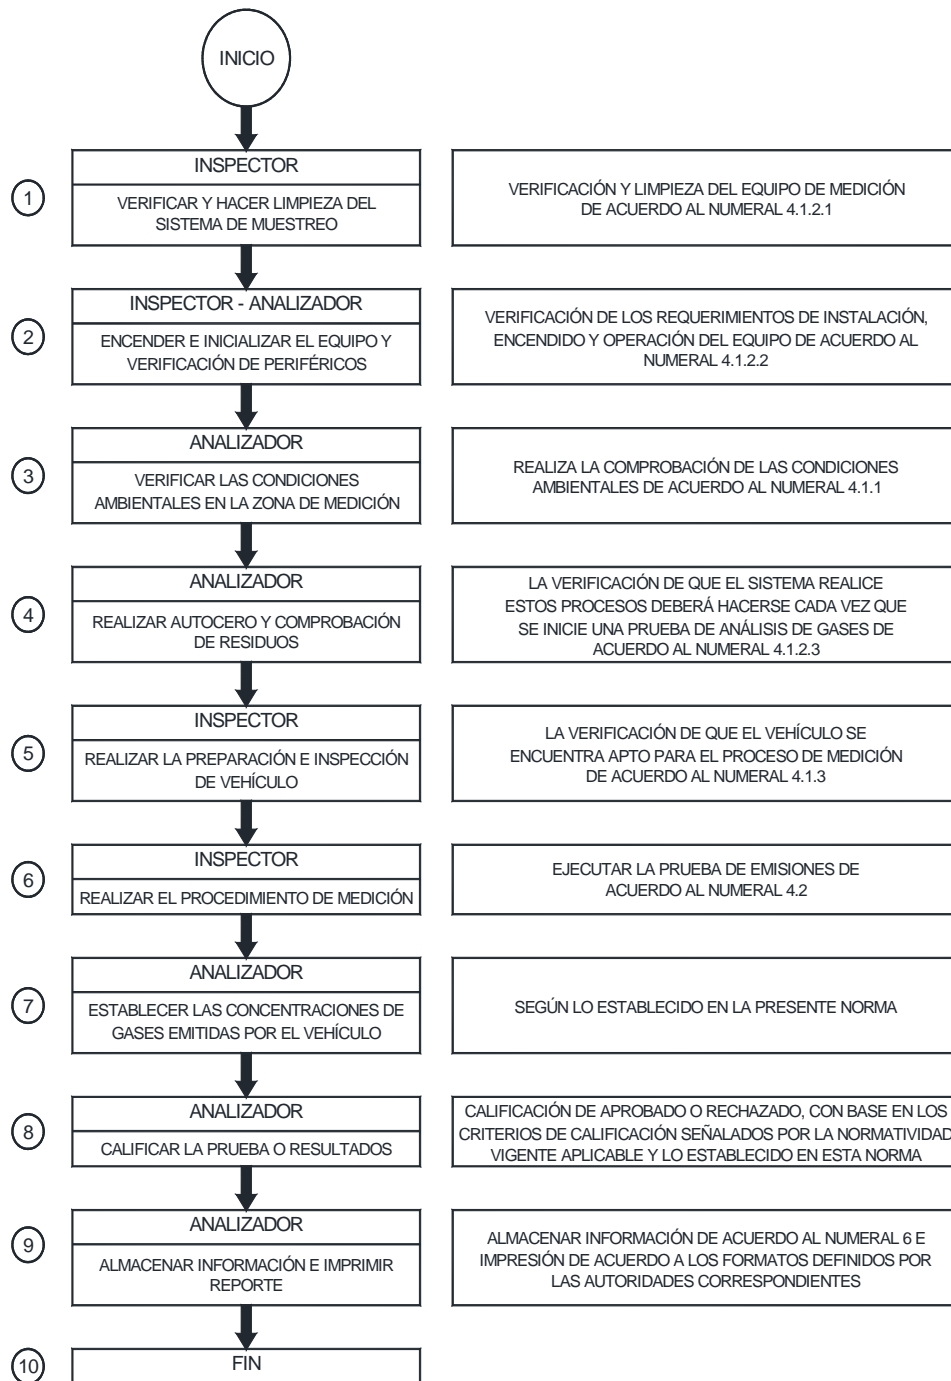 INICIO
1
INSPECTOR
VERIFICAR Y HACER LIMPIEZA DEL
SISTEMA DE MUESTREO
VERIFICACIÓN Y LIMPIEZA DEL EQUIPO DE MEDICIÓN
DE ACUERDO AL NUMERAL 4.1.2.1
2
INSPECTOR - ANALIZADOR
ENCENDER E INICIALIZAR EL EQUIPO Y
VERIFICACIÓN DE PERIFÉRICOS
VERIFICACIÓN DE LOS REQUERIMIENTOS DE INSTALACIÓN,
ENCENDIDO Y OPERACIÓN DEL EQUIPO DE ACUERDO AL
NUMERAL 4.1.2.2
3
ANALIZADOR
VERIFICAR LAS CONDICIONES
AMBIENTALES EN LA ZONA DE MEDICIÓN
REALIZA LA COMPROBACIÓN DE LAS CONDICIONES
AMBIENTALES DE ACUERDO AL NUMERAL 4.1.1
4
ANALIZADOR
REALIZAR AUTOCERO Y COMPROBACIÓN
DE RESIDUOS
LA VERIFICACIÓN DE QUE EL SISTEMA REALICE
ESTOS PROCESOS DEBERÁ HACERSE CADA VEZ QUE
SE INICIE UNA PRUEBA DE ANÁLISIS DE GASES DE
ACUERDO AL NUMERAL 4.1.2.3
5
INSPECTOR
REALIZAR LA PREPARACIÓN E INSPECCIÓN
DE VEHÍCULO
LA VERIFICACIÓN DE QUE EL VEHÍCULO SE
ENCUENTRA APTO PARA EL PROCESO DE MEDICIÓN
DE ACUERDO AL NUMERAL 4.1.3
6
INSPECTOR
REALIZAR EL PROCEDIMIENTO DE MEDICIÓN
EJECUTAR LA PRUEBA DE EMISIONES DE
ACUERDO AL NUMERAL 4.2
7
ANALIZADOR
ESTABLECER LAS CONCENTRACIONES DE
GASES EMITIDAS POR EL VEHÍCULO
SEGÚN LO ESTABLECIDO EN LA PRESENTE NORMA
8
ANALIZADOR
CALIFICAR LA PRUEBA O RESULTADOS
CALIFICACIÓN DE APROBADO O RECHAZADO, CON BASE EN LOS
CRITERIOS DE CALIFICACIÓN SEÑALADOS POR LA NORMATIVIDAD
VIGENTE APLICABLE Y LO ESTABLECIDO EN ESTA NORMA
9
ANALIZADOR
ALMACENAR INFORMACIÓN E IMPRIMIR
REPORTE
ALMACENAR INFORMACIÓN DE ACUERDO AL NUMERAL 6 E
IMPRESIÓN DE ACUERDO A LOS FORMATOS DEFINIDOS POR
LAS AUTORIDADES CORRESPONDIENTES
10
FIN